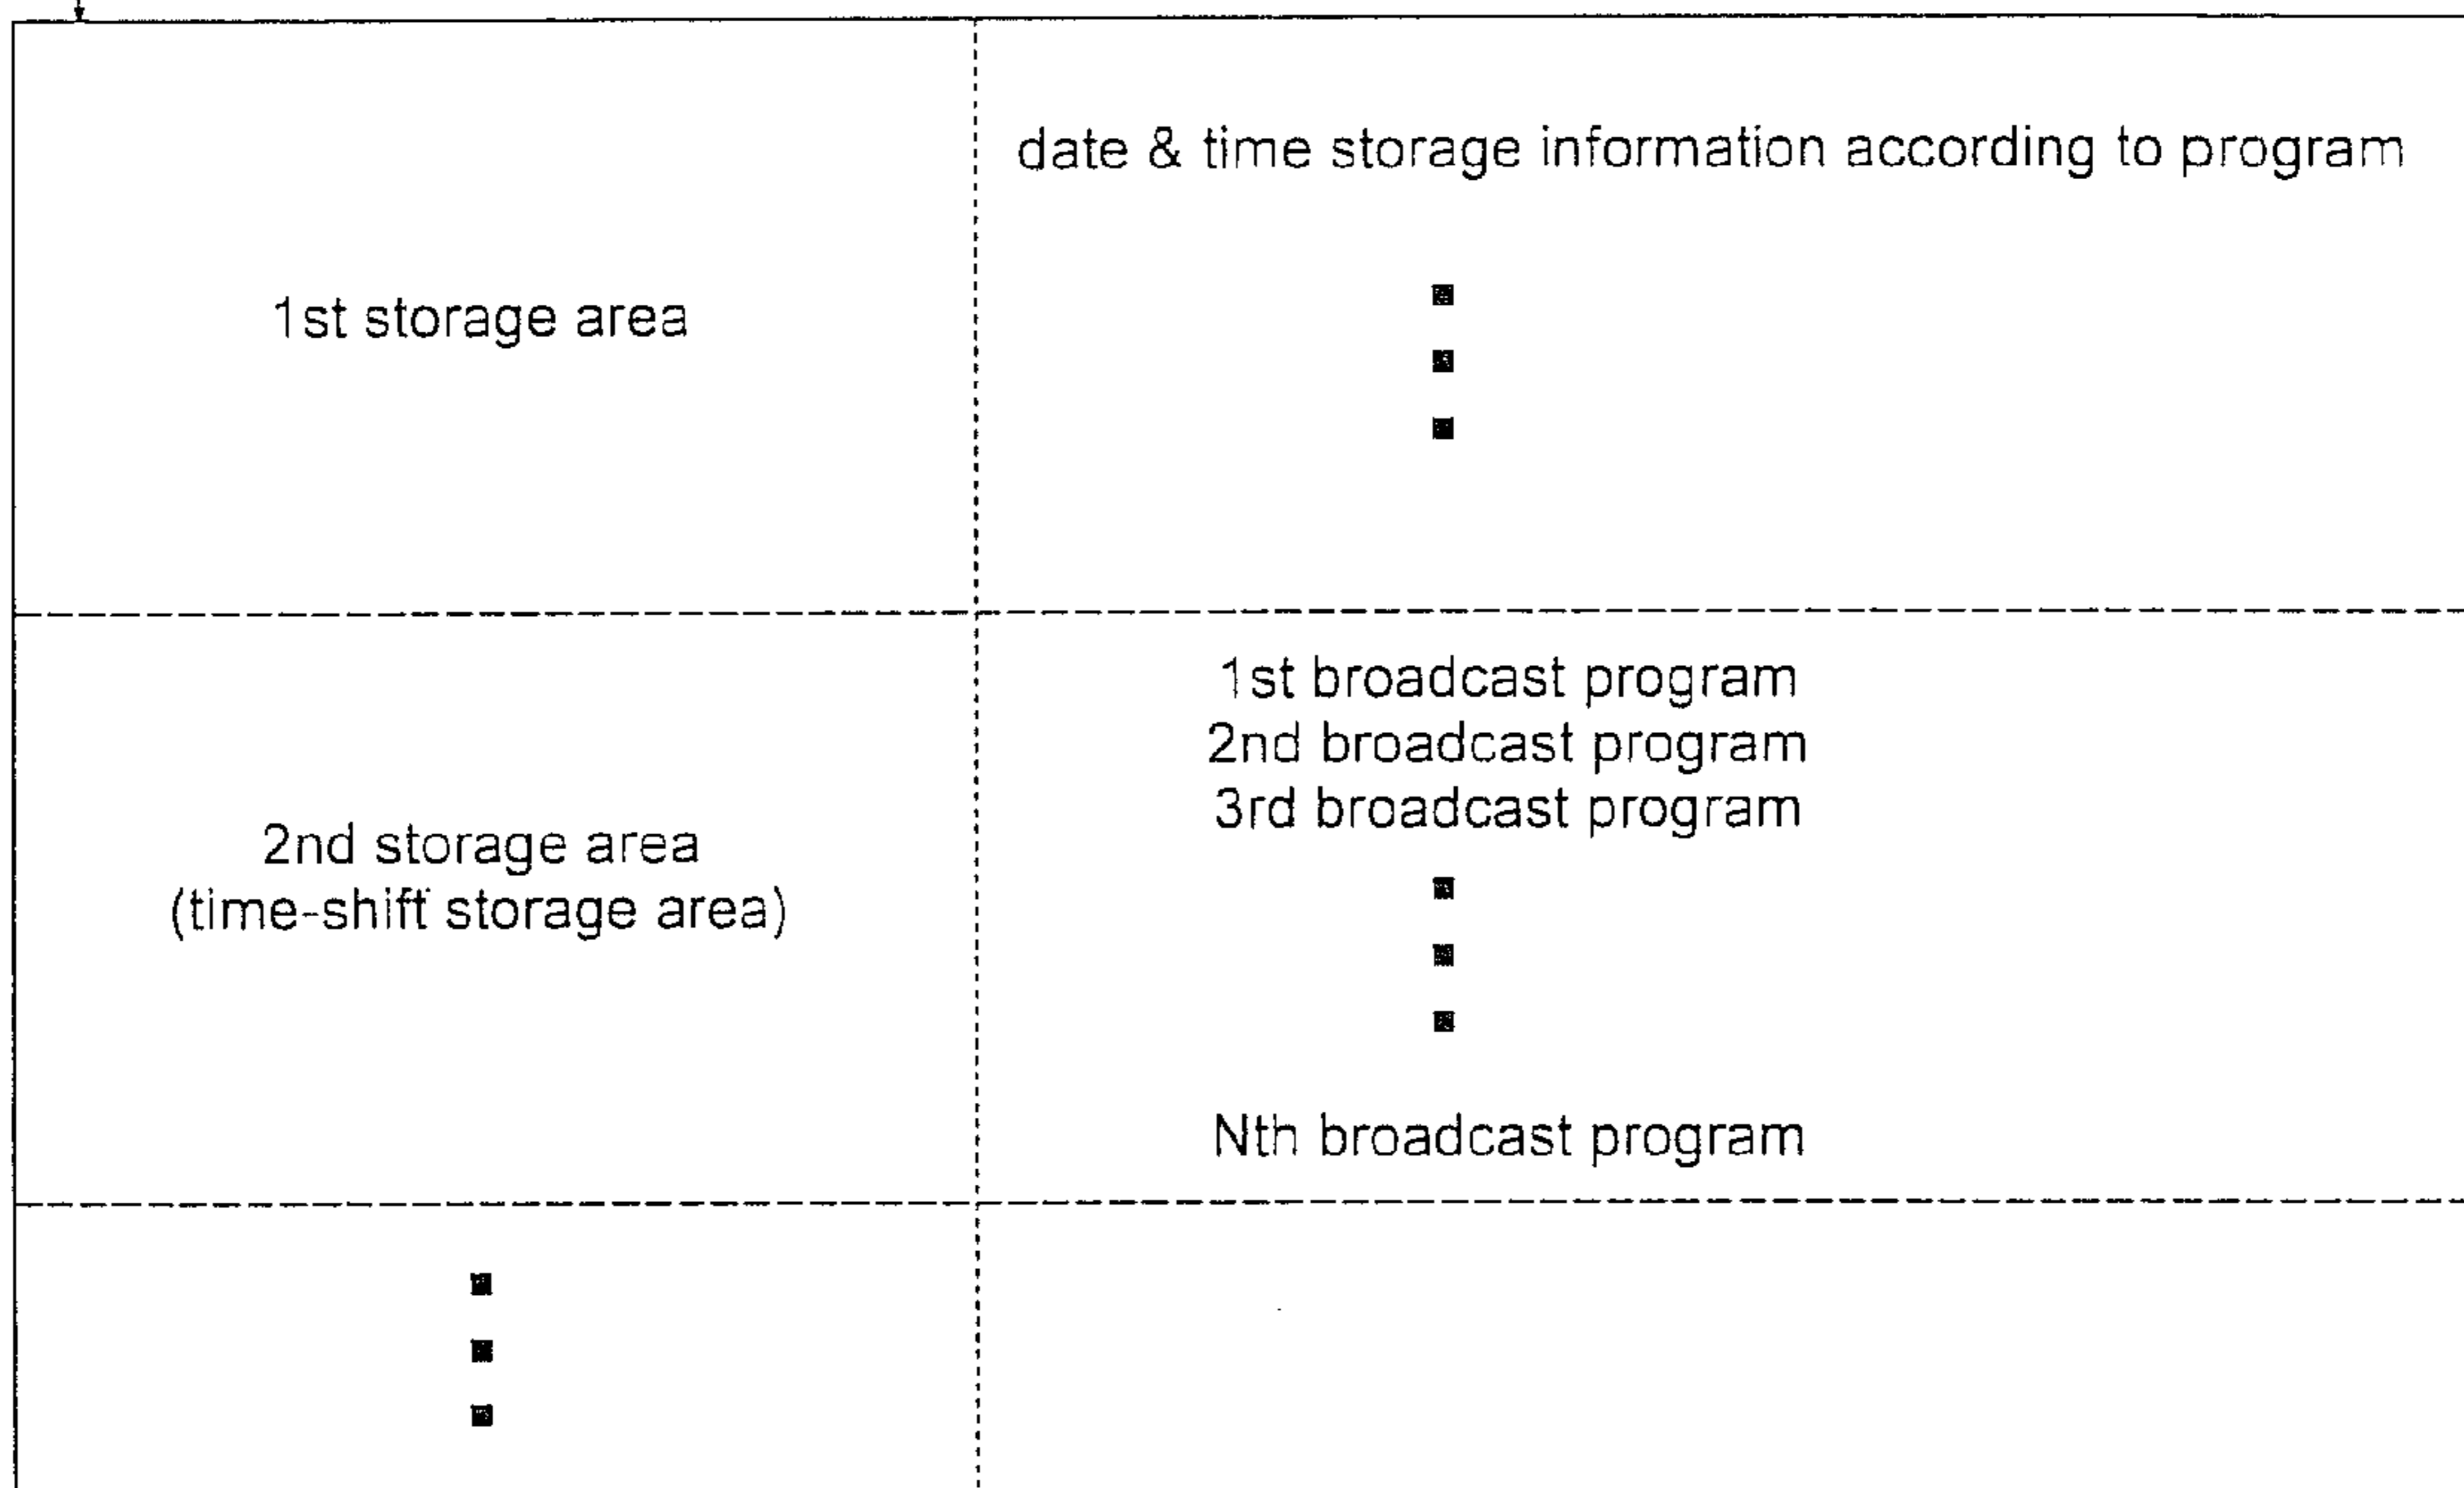 date & time storage information according to program
1st storage area
1st broadcast program
2nd broadcast program
3rd broadcast program
2nd storage area
(time-shift storage area)
Nth broadcast program